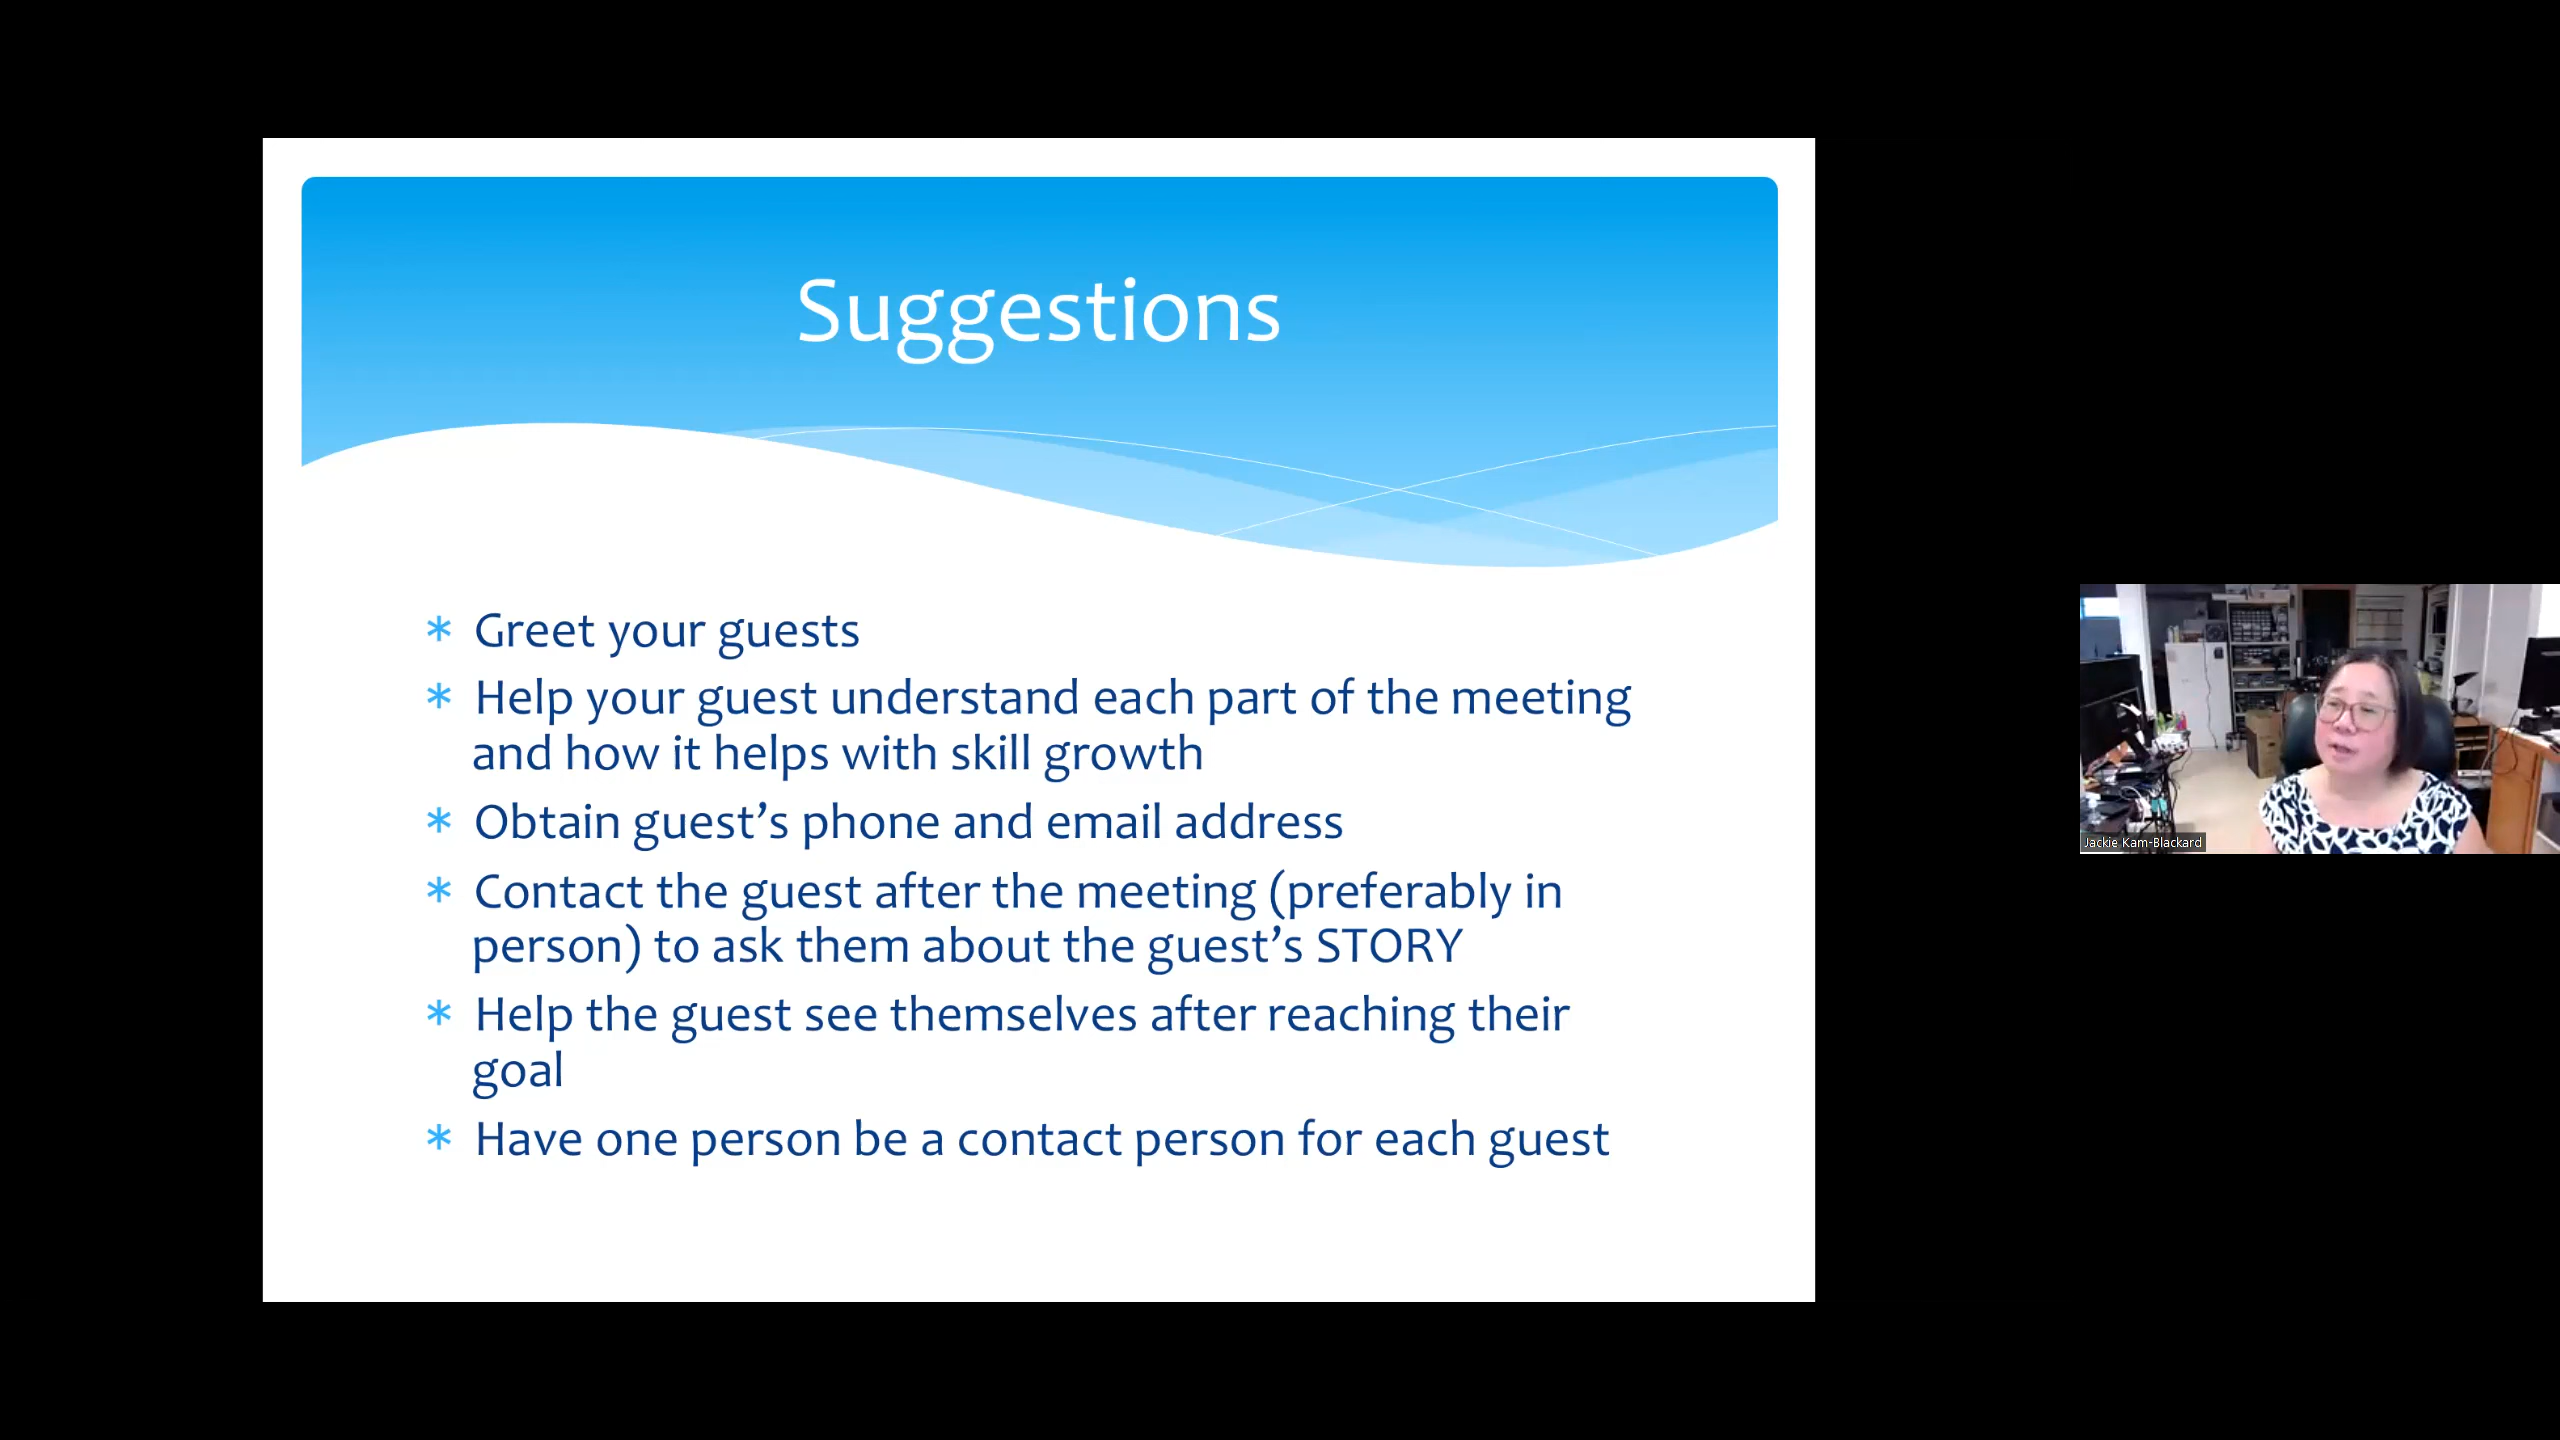 Suggestions
* Greet your guests
* Help your guest understand each part of the meeting
and how it helps with skill growth
* Obtain guest’s phone and email address
* Contact the guest after the meeting (preferably in
person) to ask them about the guest’s STORY
* Help the guest see themselves after reaching their
goal
* Have one person be a contact person for each guest
Jackie Kam-Blackard